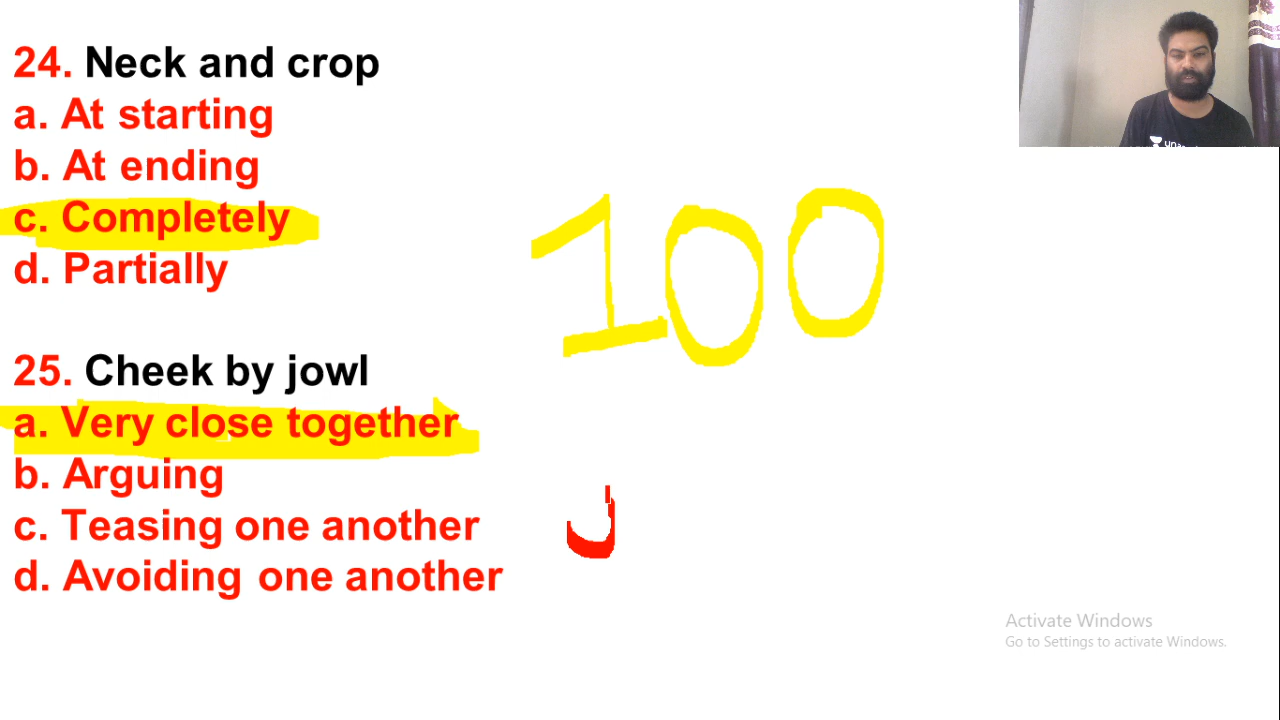 24. Neck and crop
a. At starting
b. At ending
c. Completely
d. Partially
100
25. Cheek by jowl
a. Very close together
b. Arguing
c. Teasing one another
d. Avoiding one another
Activate Windows
Go to Settings to activate Windows.